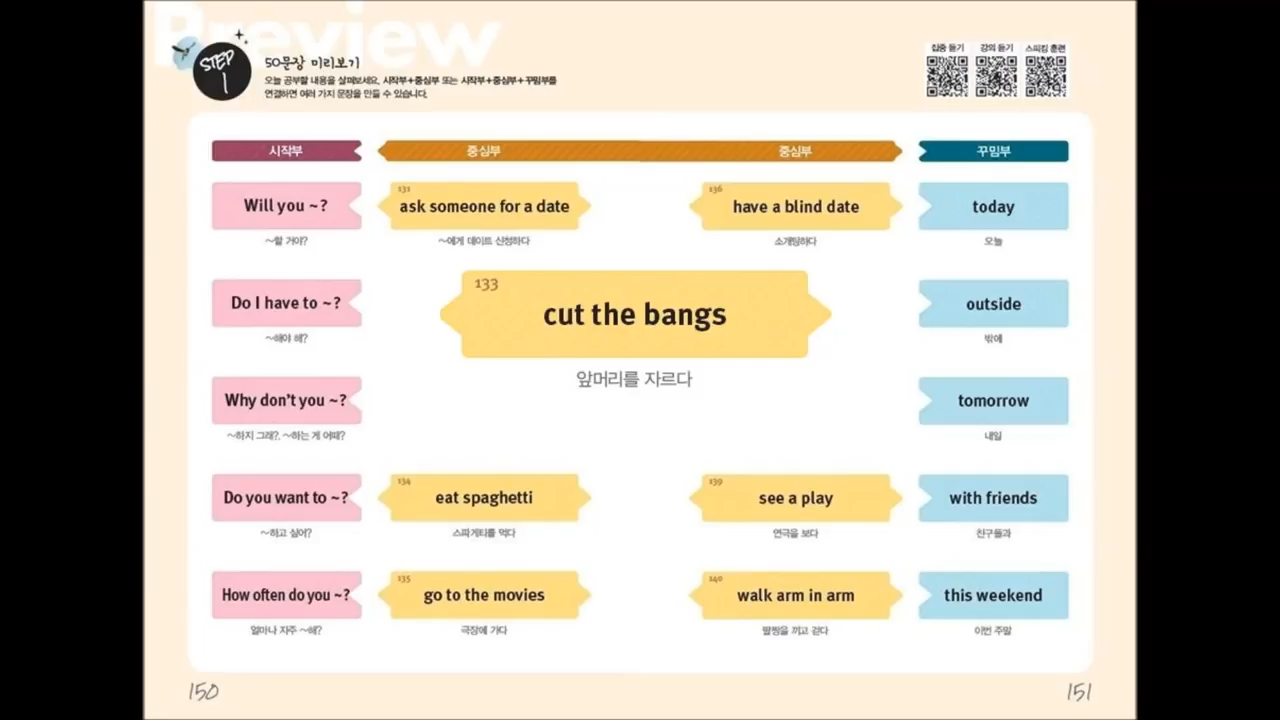 Preview
STEP 1
50문장 미리보기
오늘 공부할 내용을 살펴보세요. 시작부+중심부 또는 시작부+중심부+꾸밈부를
연결하면 여러 가지 문장을 만들 수 있습니다.
집중 듣기 강의 듣기 스피킹 훈련
시작부 중심부 중심부 꾸밈부
131 136
Will you ~? ask someone for a date have a blind date today
~할 거야? ~에게 데이트 신청하다 소개팅하다 오늘
133
Do I have to ~? cut the bangs outside
~해야 해? 밖에
앞머리를 자르다
Why don't you ~? tomorrow
~하지 그래?, ~하는 게 어때? 내일
134 139
Do you want to ~? eat spaghetti see a play with friends
~하고 싶어? 스파게티를 먹다 연극을 보다 친구들과
135 140
How often do you ~? go to the movies walk arm in arm this weekend
얼마나 자주 ~해? 극장에 가다 팔짱을 끼고 걷다 이번 주말
150 151